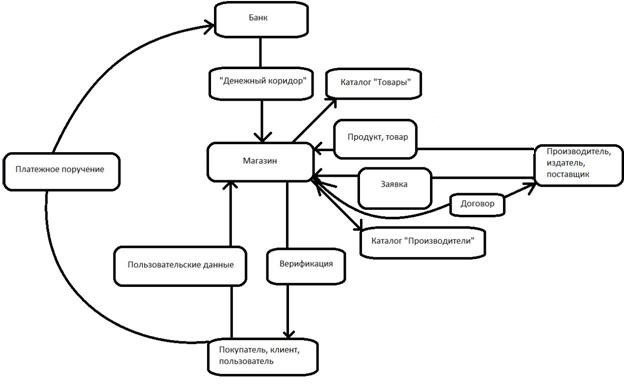 Банк
"Денежный коридор"
Каталог "Товары"
Продукт, товар
Магазин
Производитель,
издатель,
поставщик
Платежное поручение
Заявка
Договор
Каталог "Производители"
Пользовательские данные
Верификация
Покупатель, клиент,
пользователь